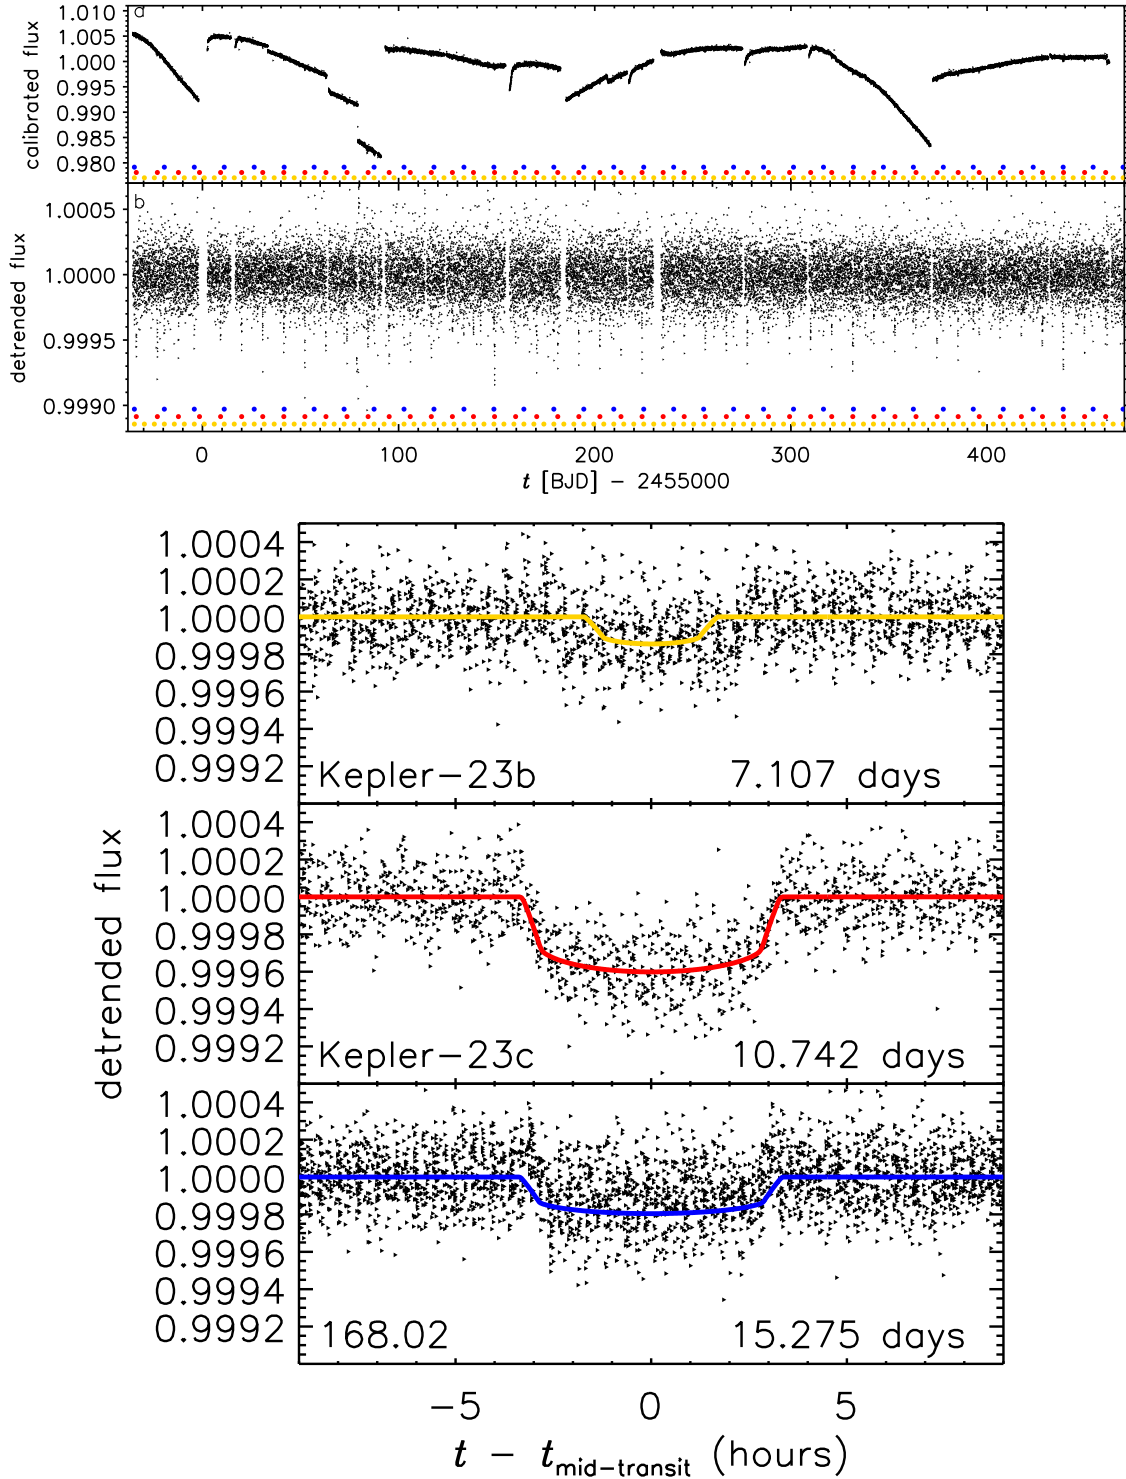 a
1.010
1.005
1.000
0.995
0.990
0.985
0.980
calibrated flux
b
1.0005
1.0000
0.9995
0.9990
detrended flux
0 100 200 300 400
t [BJD] − 2455000
1.0004
1.0002
1.0000
0.9998
0.9996
0.9994
0.9992
Kepler−23b 7.107 days
1.0004
1.0002
1.0000
0.9998
0.9996
0.9994
0.9992
Kepler−23c 10.742 days
1.0004
1.0002
1.0000
0.9998
0.9996
0.9994
0.9992
168.02 15.275 days
detrended flux
−5 0 5
t − tmid−transit (hours)